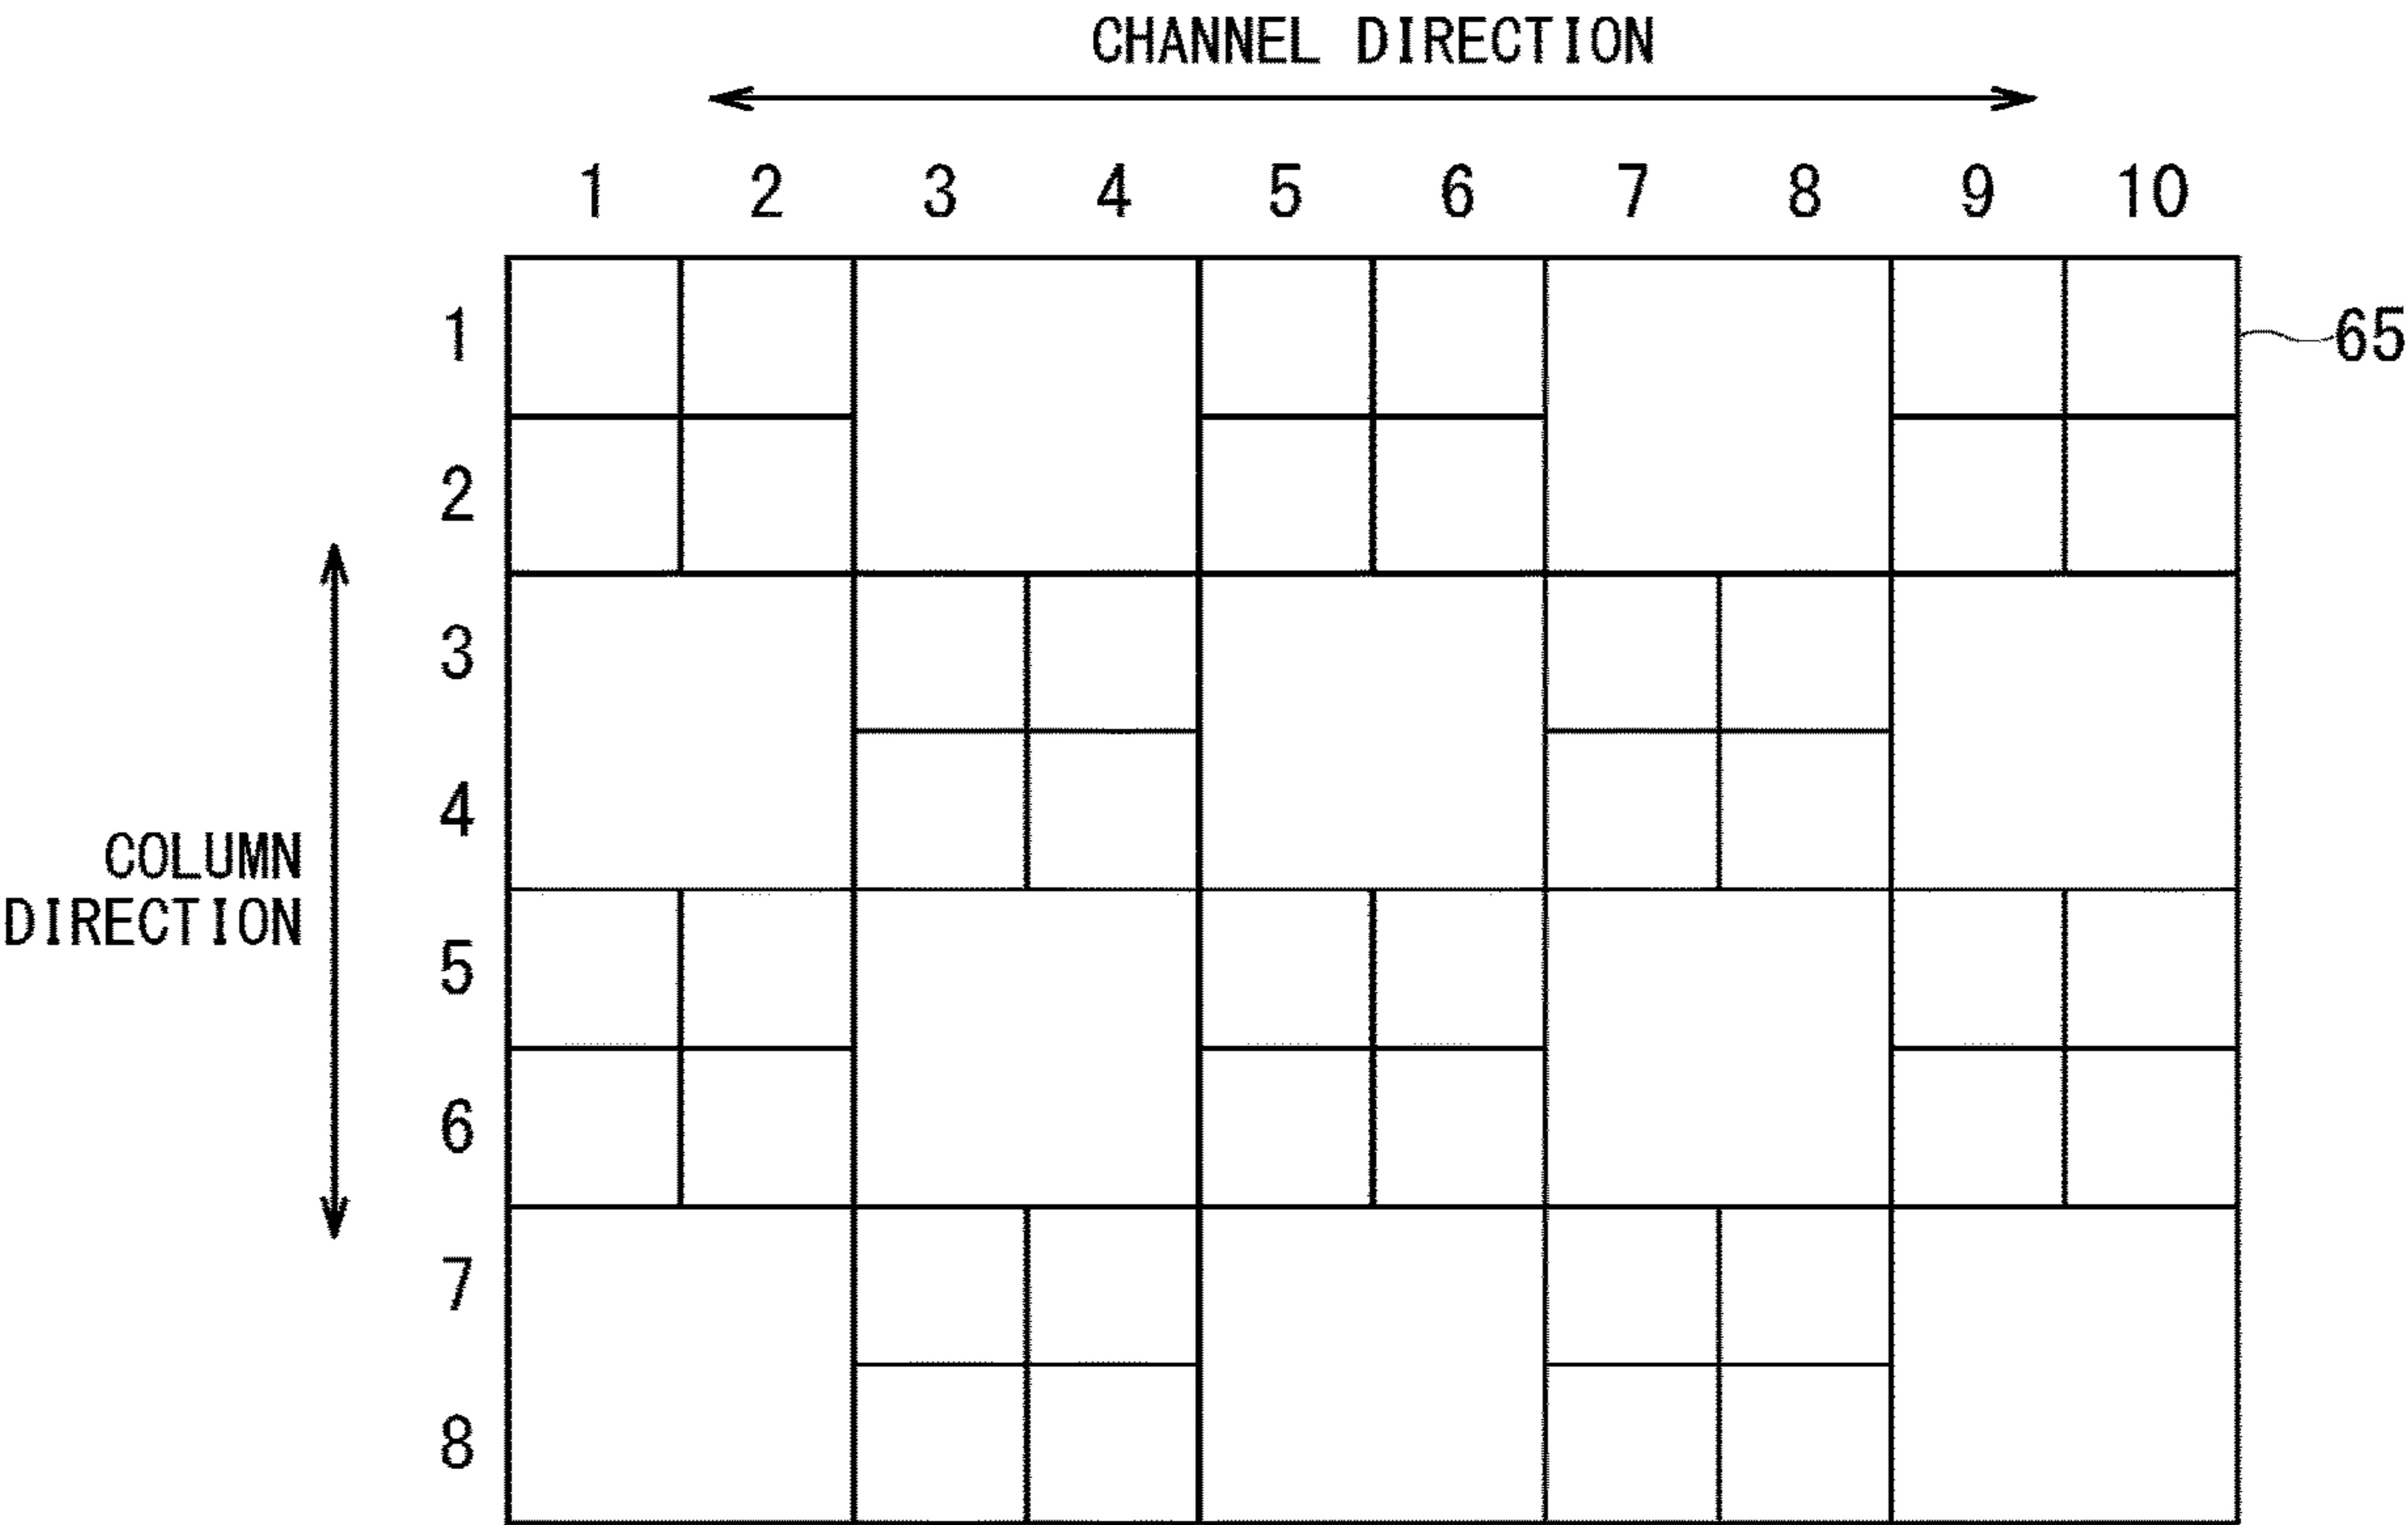 CHANNEL DIRECTION
1 2 3 4 5 6 7 8 9 10
1
65
2
3
4
COLUMN
DIRECTION
5
6
7
8